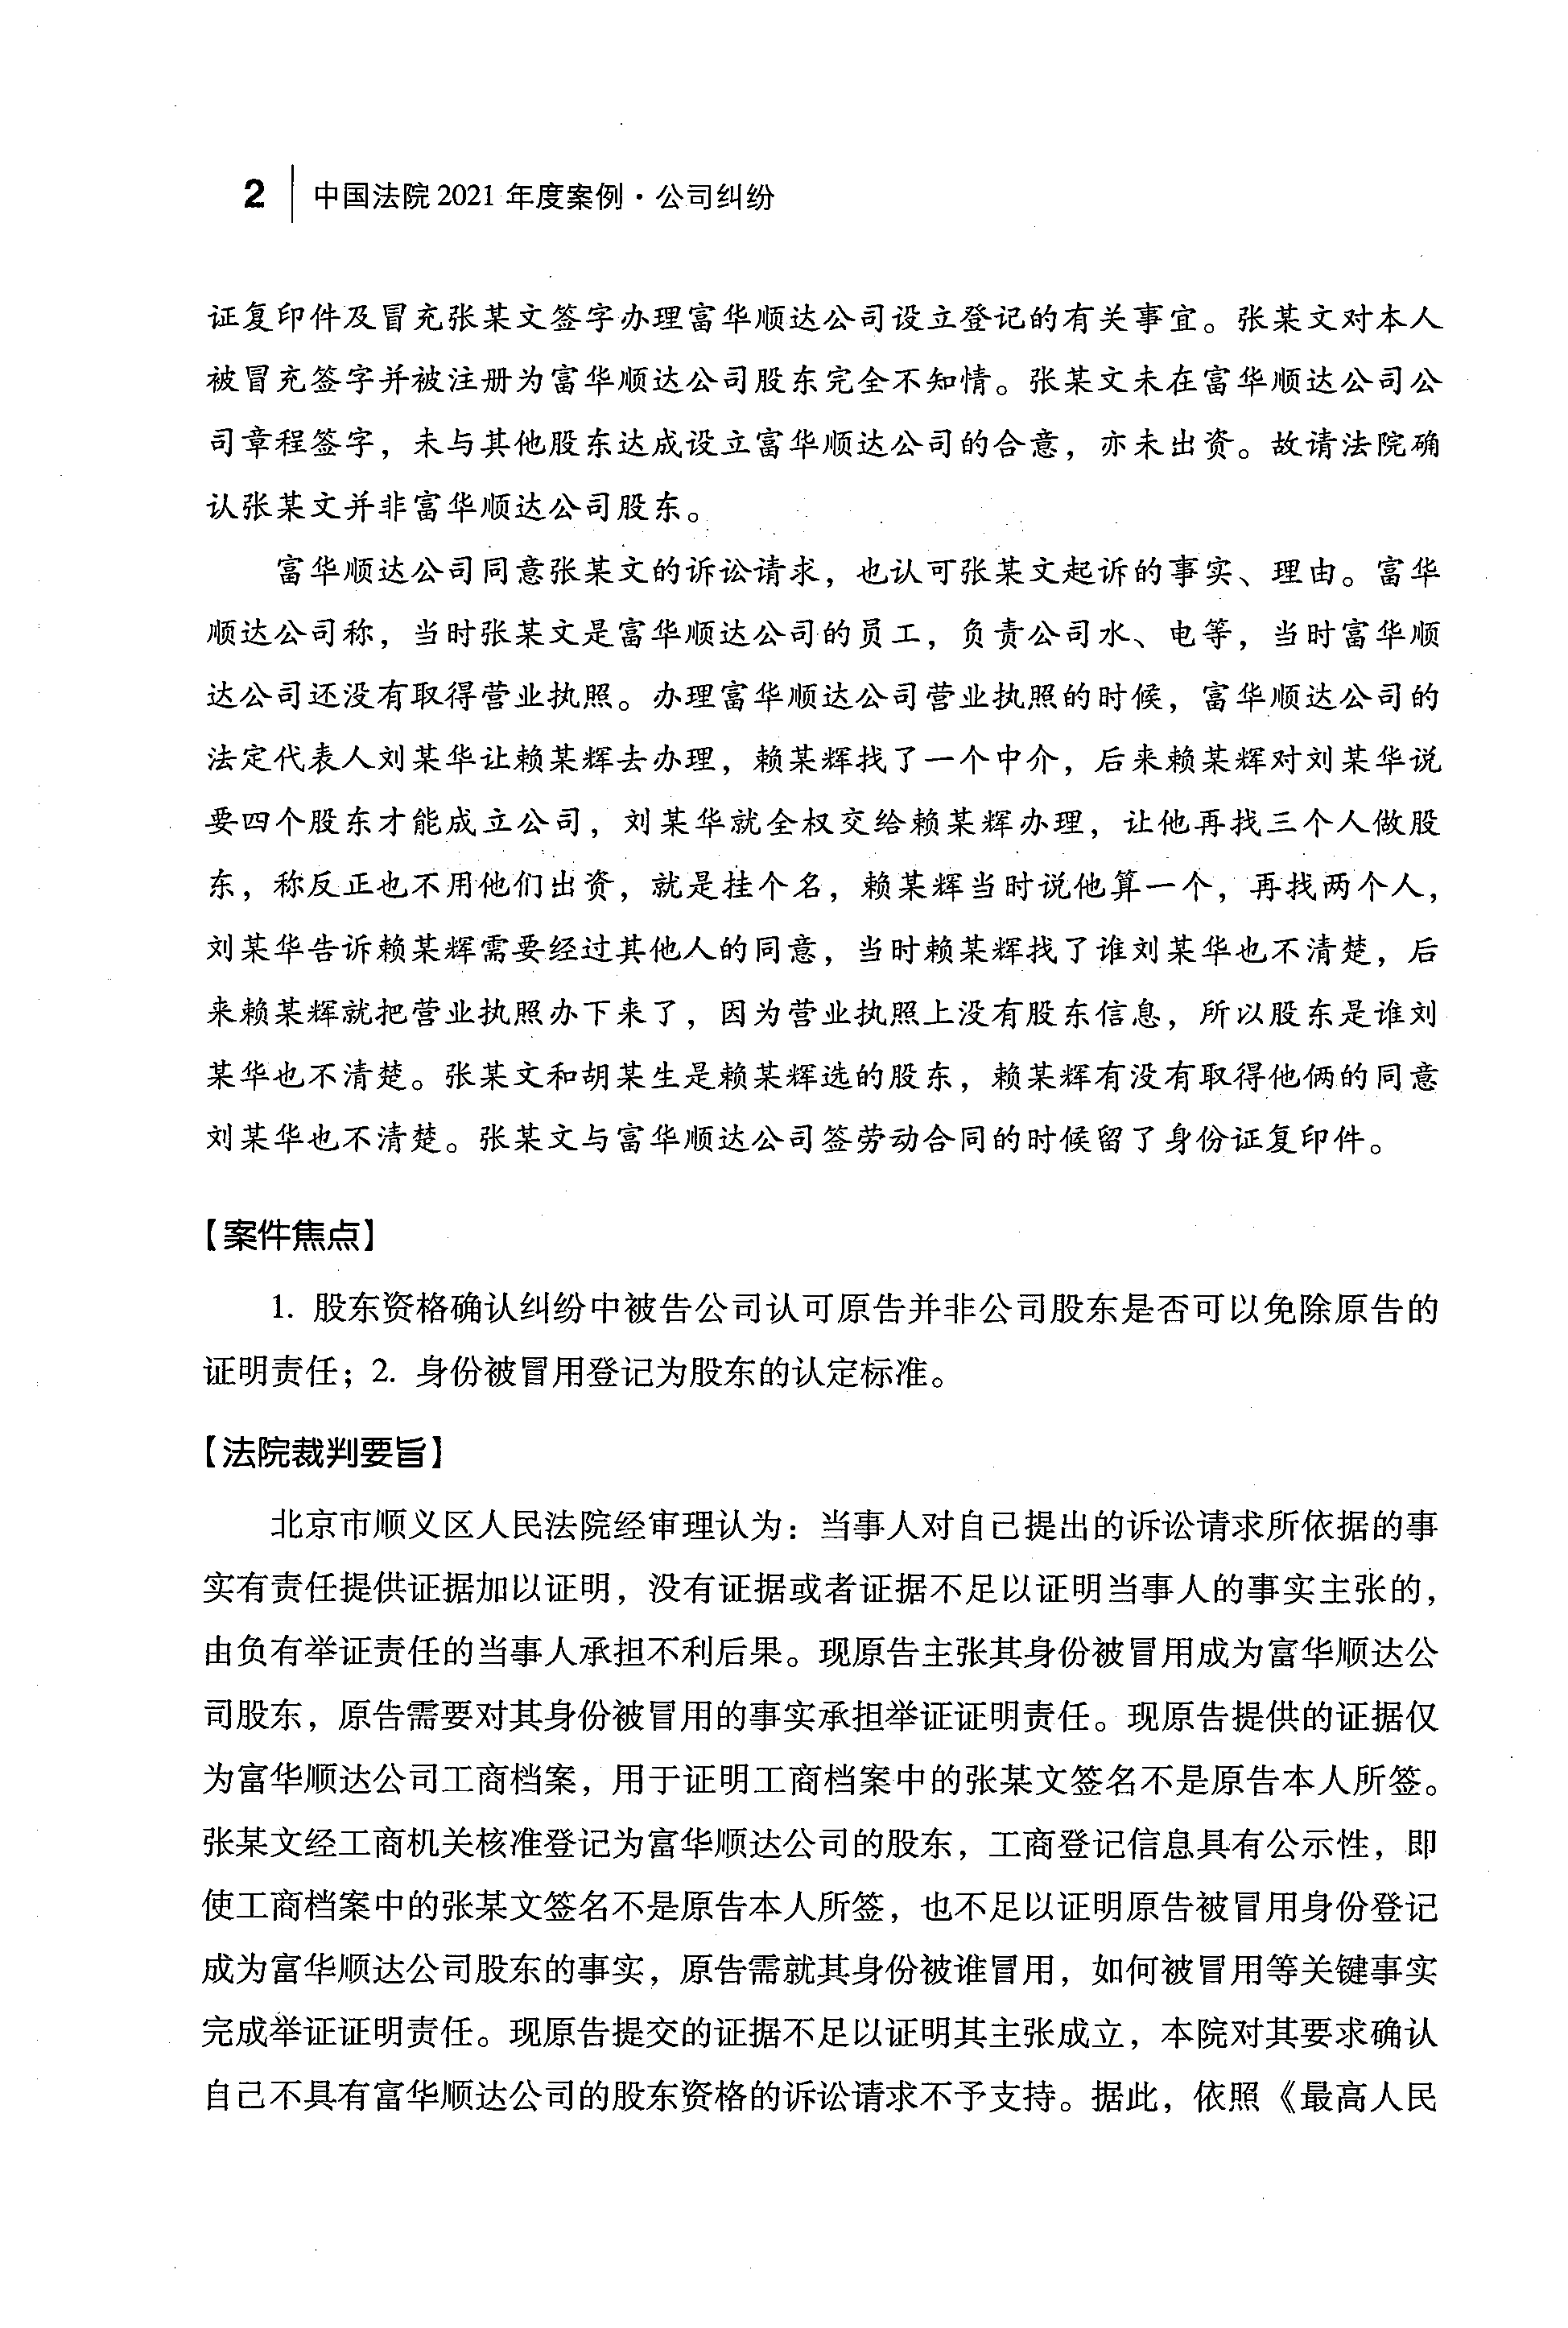 2 中国法院2021年度案例·公司纠纷
证复印件及冒充张某文签字办理富华顺达公司设立登记的有关事宜。张某文对本人
被冒充签字并被注册为富华顺达公司股东完全不知情。张某文未在富华顺达公司公
司章程签字，未与其他股东达成设立富华顺达公司的合意，亦未出资。故请法院确
认张某文并非富华顺达公司股东。
富华顺达公司同意张某文的诉讼请求，也认可张某文起诉的事实、理由。富华
顺达公司称，当时张某文是富华顺达公司的员工，负责公司水、电等，当时富华顺
达公司还没有取得营业执照。办理富华顺达公司营业执照的时候，富华顺达公司的
法定代表人刘某华让赖某辉去办理，赖某辉找了一个中介，后来赖某辉对刘某华说
要四个股东才能成立公司，刘某华就全权交给赖某辉办理，让他再找三个人做股
东，称反正也不用他们出资，就是挂个名，赖某辉当时说他算一个，再找两个人，
刘某华告诉赖某辉需要经过其他人的同意，当时赖某辉找了谁刘某华也不清楚，后
来赖某辉就把营业执照办下来了，因为营业执照上没有股东信息，所以股东是谁刘
某华也不清楚。张某文和胡某生是赖某辉选的股东，赖某辉有没有取得他俩的同意
刘某华也不清楚。张某文与富华顺达公司签劳动合同的时候留了身份证复印件。
【案件焦点】
1. 股东资格确认纠纷中被告公司认可原告并非公司股东是否可以免除原告的
证明责任；2. 身份被冒用登记为股东的认定标准。
【法院裁判要旨】
北京市顺义区人民法院经审理认为：当事人对自己提出的诉讼请求所依据的事
实有责任提供证据加以证明，没有证据或者证据不足以证明当事人的事实主张的，
由负有举证责任的当事人承担不利后果。现原告主张其身份被冒用成为富华顺达公
司股东，原告需要对其身份被冒用的事实承担举证证明责任。现原告提供的证据仅
为富华顺达公司工商档案，用于证明工商档案中的张某文签名不是原告本人所签。
张某文经工商机关核准登记为富华顺达公司的股东，工商登记信息具有公示性，即
使工商档案中的张某文签名不是原告本人所签，也不足以证明原告被冒用身份登记
成为富华顺达公司股东的事实，原告需就其身份被谁冒用，如何被冒用等关键事实
完成举证证明责任。现原告提交的证据不足以证明其主张成立，本院对其要求确认
自己不具有富华顺达公司的股东资格的诉讼请求不予支持。据此，依照《最高人民